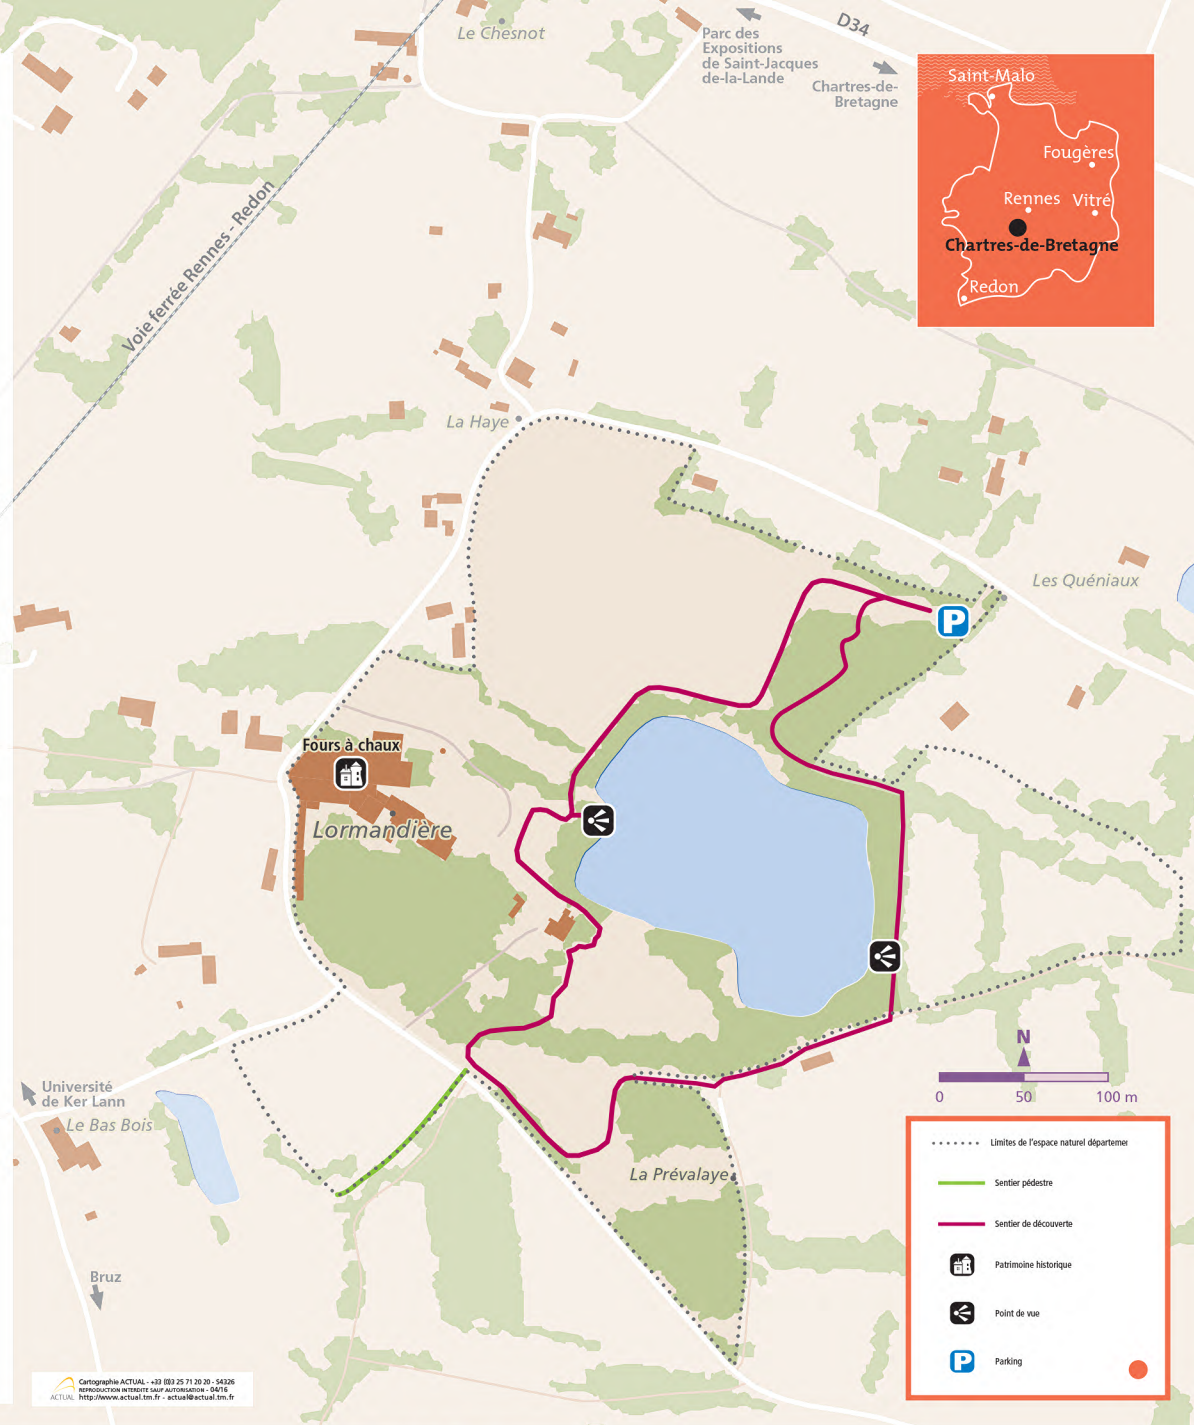 Le Chesnot
D34
Parc des
Expositions
de Saint-Jacques
de-la-Lande
Chartres-de-
Bretagne
Saint-Malo
Fougères
Rennes
Vitré
Chartres-de-Bretagne
Redon
Voie ferrée Rennes - Redon
La Haye
Les Quéniaux
P
Fours à chaux
Lormandière
Université
de Ker Lann
Le Bas Bois
La Prévalaye
Bruz
N
0 50 100 m
Limites de l'espace naturel départemen
Sentier pédestre
Sentier de découverte
Patrimoine historique
Point de vue
P Parking
Cartographie ACTUAL - +33 (0)3 25 71 20 20 - S4326
REPRODUCTION INTERDITE SAUF AUTORISATION - 04/16
ACTUAL http://www.actual.tm.fr - actual@actual.tm.fr